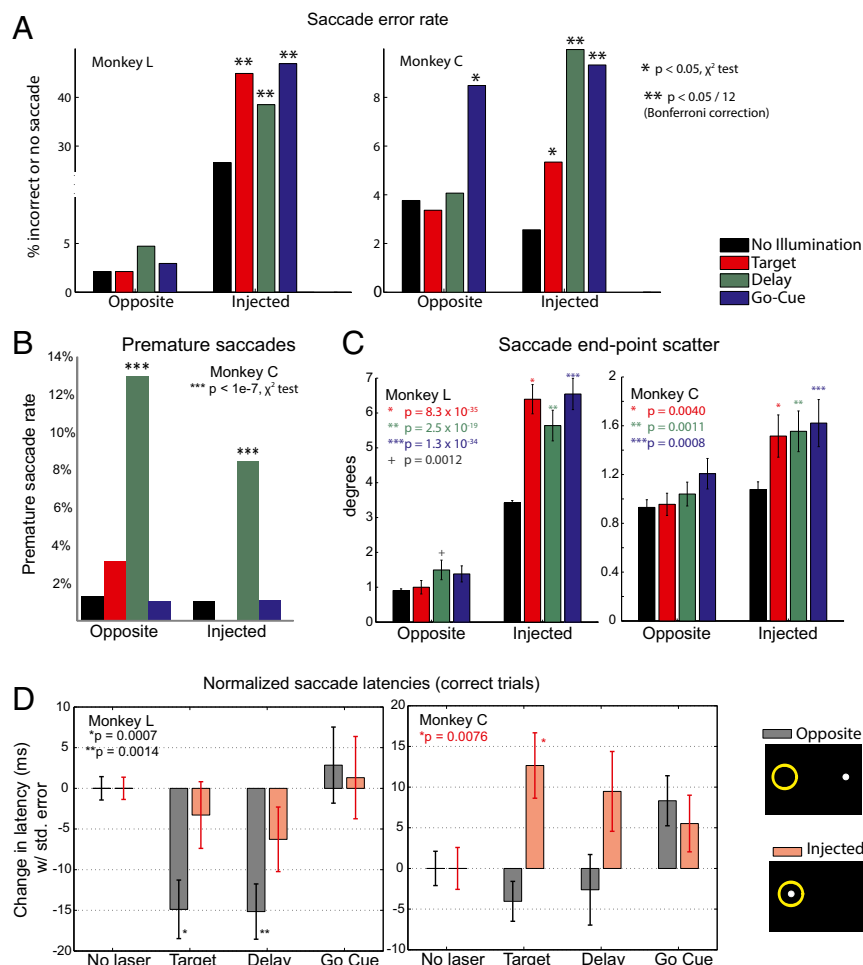 A
Saccade error rate
% incorrect or no saccade
Monkey L
40
30
5
0
**
**
**
Opposite
Injected
Monkey C
8
6
4
2
0
*
*
**
**
Opposite
Injected
* p < 0.05, χ² test
** p < 0.05 / 12
(Bonferroni correction)
No Illumination
Target
Delay
Go-Cue
B
Premature saccades
Premature saccade rate
14%
12%
10%
8%
6%
4%
2%
Monkey C
*** p < 1e-7, χ² test
***
***
Opposite
Injected
C
Saccade end-point scatter
degrees
7
6
5
4
3
2
1
0
Monkey L
* p = 8.3 x 10-35
** p = 2.5 x 10-19
*** p = 1.3 x 10-34
+ p = 0.0012
+
*
**
***
Opposite
Injected
2
1.6
1.2
0.8
0.4
0
Monkey C
* p = 0.0040
** p = 0.0011
*** p = 0.0008
*
**
***
Opposite
Injected
D
Normalized saccade latencies (correct trials)
Change in latency (ms)
w/ std. error
10
5
0
-5
-10
-15
-20
Monkey L
*p = 0.0007
**p = 0.0014
*
**
No laser
Target
Delay
Go Cue
20
15
10
5
0
-5
-10
Monkey C
*p = 0.0076
*
No laser
Target
Delay
Go Cue
Opposite
Injected